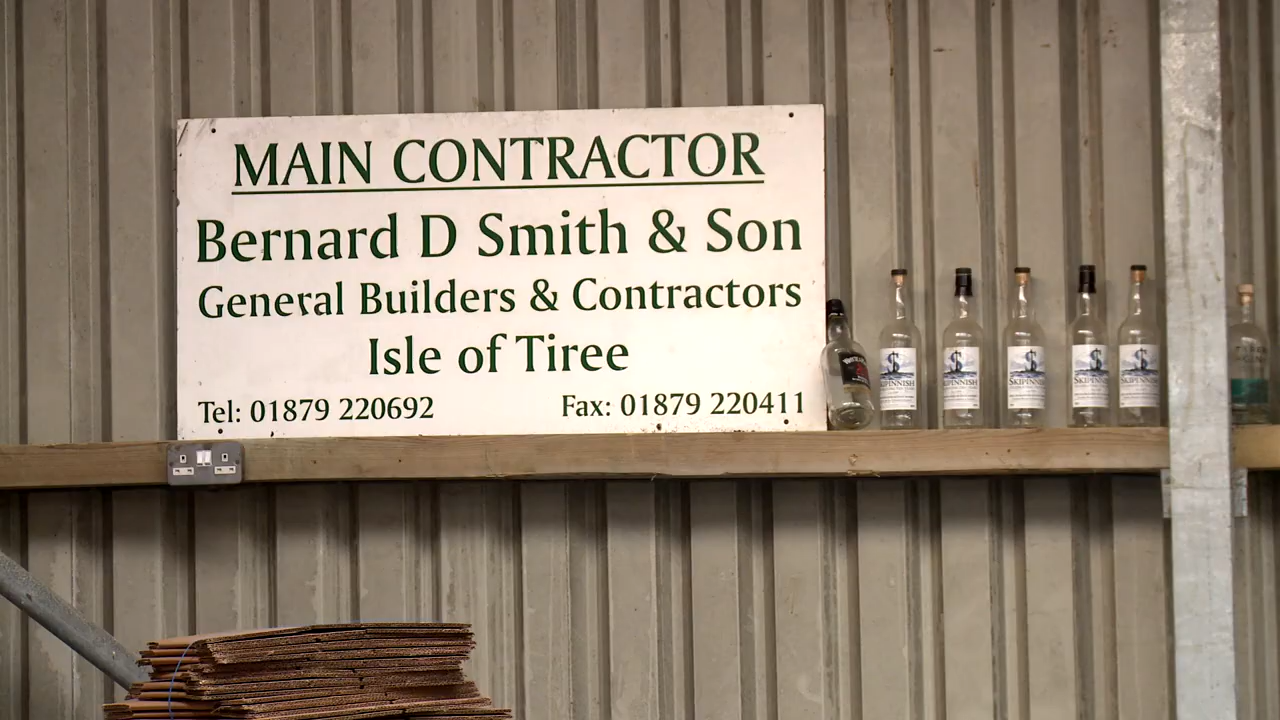 MAIN CONTRACTOR
Bernard D Smith & Son
General Builders & Contractors
Isle of Tiree
Tel: 01879 220692 Fax: 01879 220411
SKIPINNISH
SKIPINNISH
SKIPINNISH
SKIPINNISH
SKIPINNISH